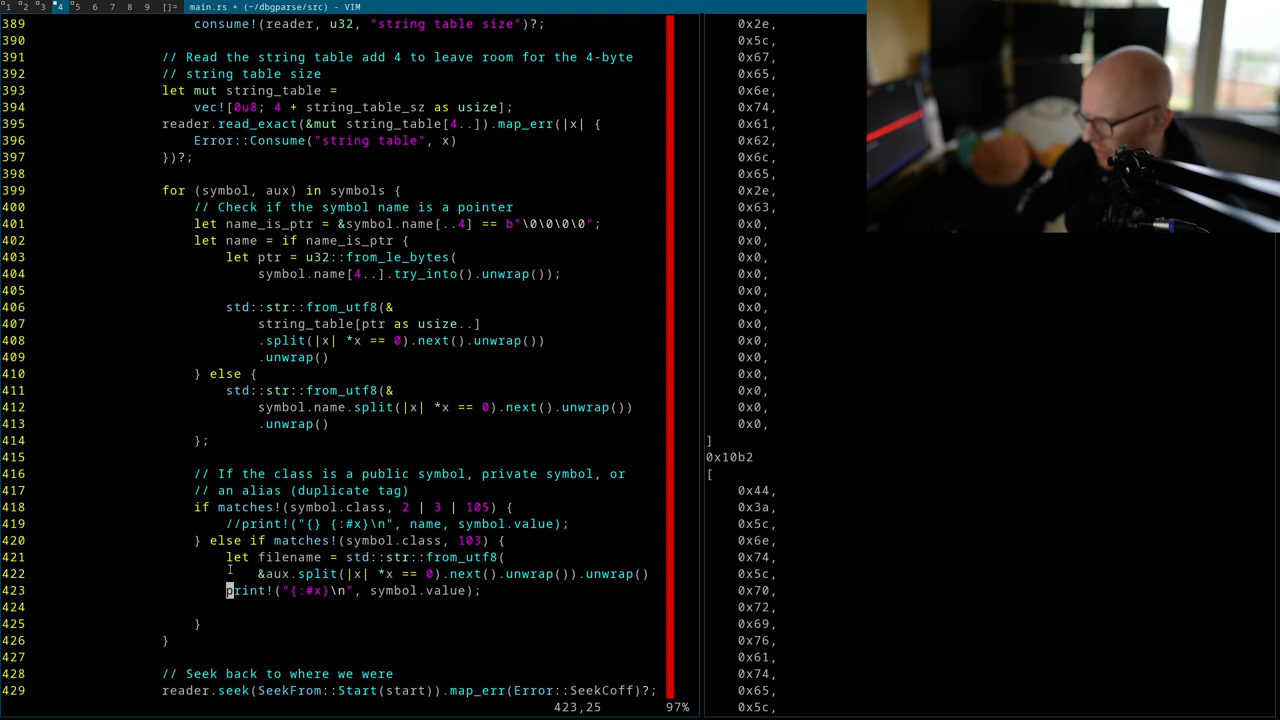 1 2 3 4 5 6 7 8 9 []= main.rs + (~/dbgparse/src) - VIM
389 consume!(reader, u32, "string table size")?;
390
391 // Read the string table add 4 to leave room for the 4-byte
392 // string table size
393 let mut string_table =
394 vec![0u8; 4 + string_table_sz as usize];
395 reader.read_exact(&mut string_table[4..]).map_err(|x| {
396 Error::Consume("string table", x)
397 })?;
398
399 for (symbol, aux) in symbols {
400 // Check if the symbol name is a pointer
401 let name_is_ptr = &symbol.name[..4] == b"\0\0\0\0";
402 let name = if name_is_ptr {
403 let ptr = u32::from_le_bytes(
404 symbol.name[4..].try_into().unwrap());
405
406 std::str::from_utf8(&
407 string_table[ptr as usize..]
408 .split(|x| *x == 0).next().unwrap())
409 .unwrap()
410 } else {
411 std::str::from_utf8(&
412 symbol.name.split(|x| *x == 0).next().unwrap())
413 .unwrap()
414 };
415
416 // If the class is a public symbol, private symbol, or
417 // an alias (duplicate tag)
418 if matches!(symbol.class, 2 | 3 | 105) {
419 //print!("{} {:#x}\n", name, symbol.value);
420 } else if matches!(symbol.class, 103) {
421 let filename = std::str::from_utf8(
422 &aux.split(|x| *x == 0).next().unwrap()).unwrap()
423 print!("{:#x}\n", symbol.value);
424
425 }
426 }
427
428 // Seek back to where we were
429 reader.seek(SeekFrom::Start(start)).map_err(Error::SeekCoff)?;
423,25 97%
0x2e,
0x5c,
0x67,
0x65,
0x6e,
0x74,
0x61,
0x62,
0x6c,
0x65,
0x2e,
0x63,
0x0,
0x0,
0x0,
0x0,
0x0,
0x0,
0x0,
0x0,
0x0,
0x0,
0x0,
0x0,
0x0,
]
0x10b2
[
0x44,
0x3a,
0x5c,
0x6e,
0x74,
0x5c,
0x70,
0x72,
0x69,
0x76,
0x61,
0x74,
0x65,
0x5c,